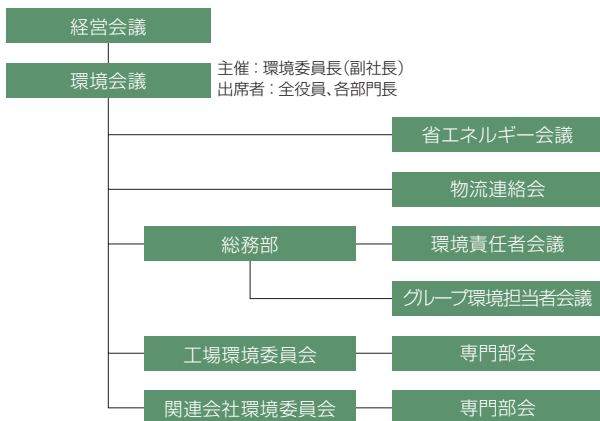 経営会議
環境会議
主催：環境委員長（副社長）
出席者：全役員、各部門長
省エネルギー会議
物流連絡会
総務部
環境責任者会議
グループ環境担当者会議
工場環境委員会
専門部会
関連会社環境委員会
専門部会